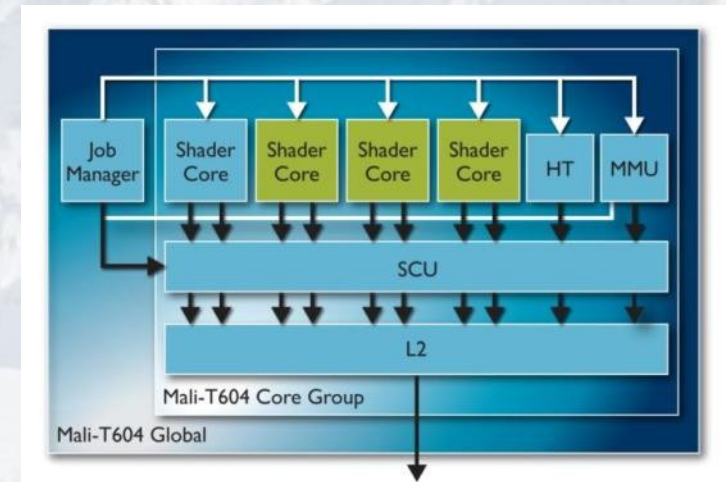 Job
Manager
Shader
Core
Shader
Core
Shader
Core
Shader
Core
HT
MMU
SCU
L2
Mali-T604 Core Group
Mali-T604 Global